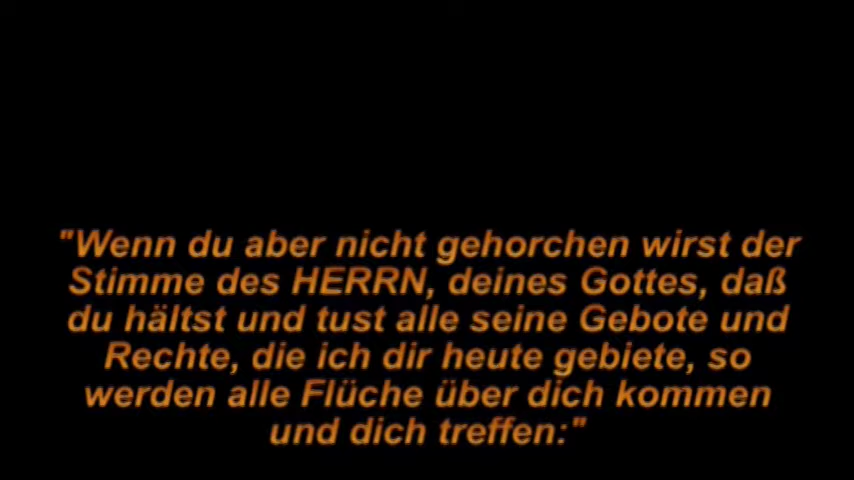 "Wenn du aber nicht gehorchen wirst der
Stimme des HERRN, deines Gottes, daß
du hältst und tust alle seine Gebote und
Rechte, die ich dir heute gebiete, so
werden alle Flüche über dich kommen
und dich treffen:"